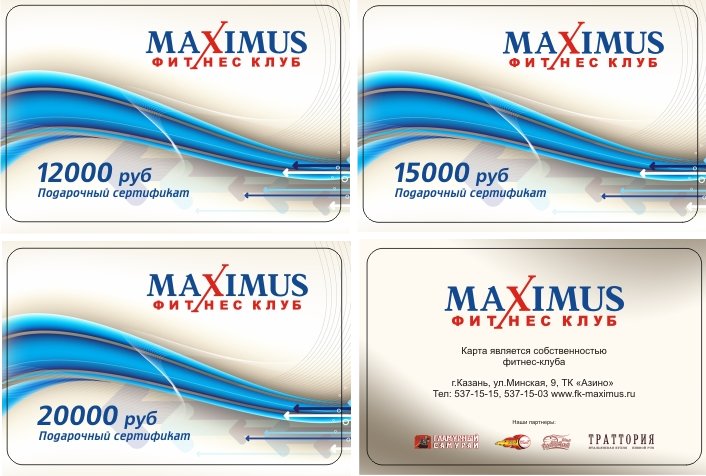 MAXIMUS
ФИТНЕС КЛУБ
12000 руб
Подарочный сертификат
MAXIMUS
ФИТНЕС КЛУБ
15000 руб
Подарочный сертификат
MAXIMUS
ФИТНЕС КЛУБ
20000 руб
Подарочный сертификат
MAXIMUS
ФИТНЕС КЛУБ
Карта является собственностью
фитнес-клуба
г.Казань, ул.Минская, 9, ТК «Азино»
Тел: 537-15-15, 537-15-03 www.fk-maximus.ru
Наши партнеры:
ГЛАМУРНЫЙ
САМУРАЙ
ТРАТТОРИЯ